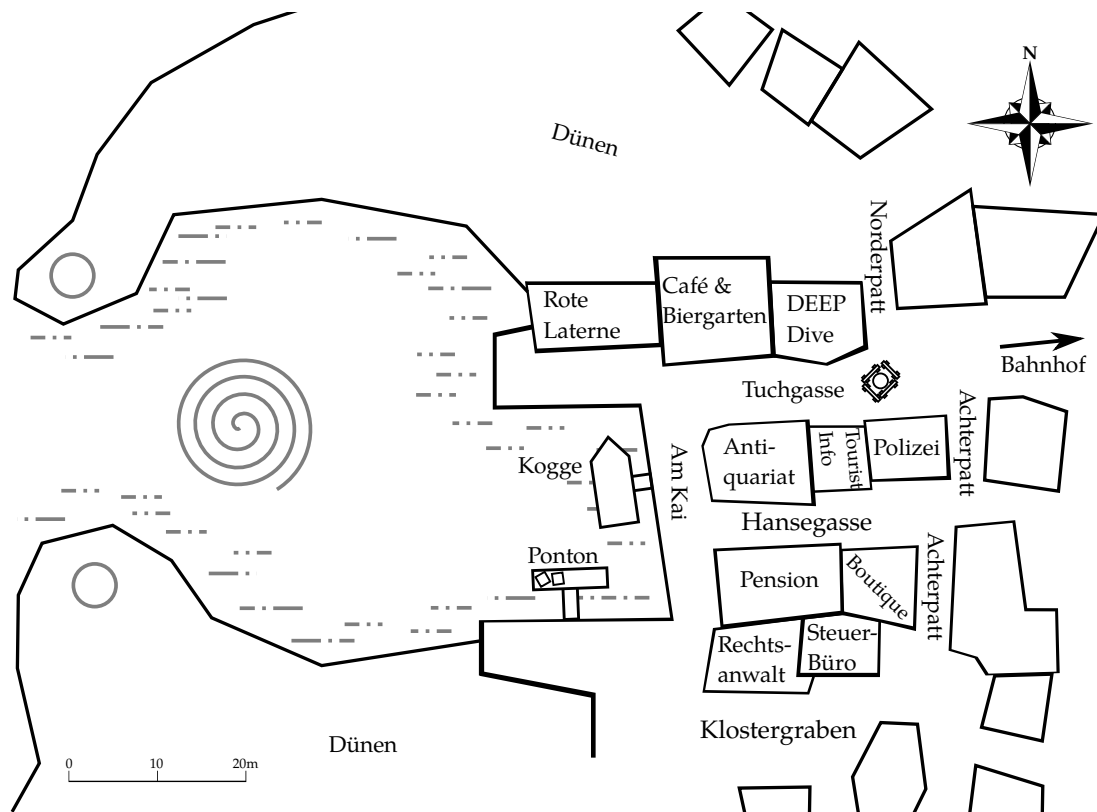 N
Dünen
Norderpatt
Rote
Laterne
Café &
Biergarten
DEEP
Dive
Bahnhof
Tuchgasse
Achterpatt
Anti-
quariat
Tourist
Info
Polizei
Kogge
Am Kai
Hansegasse
Ponton
Pension
Boutique
Achterpatt
Rechts-
anwalt
Steuer-
Büro
Klostergraben
Dünen
0 10 20m